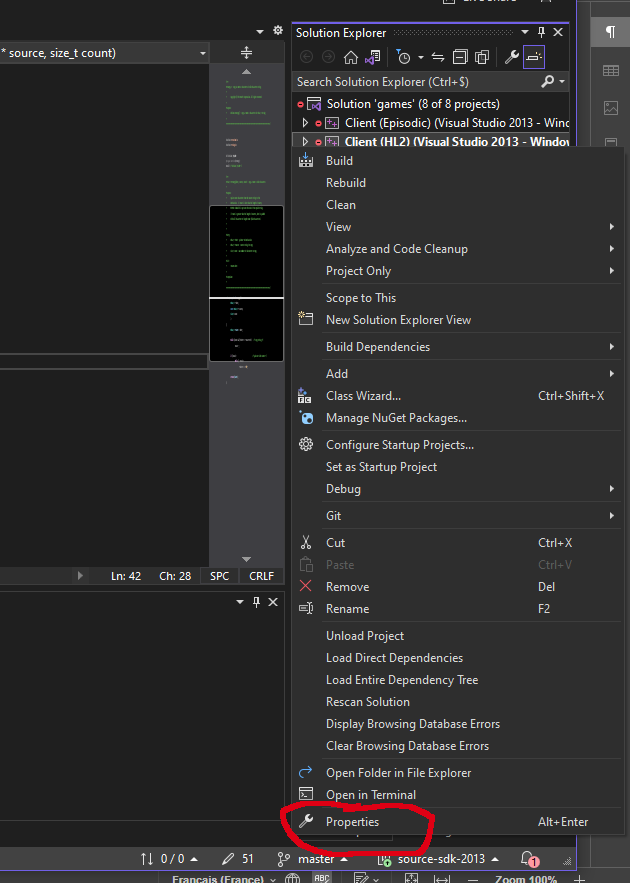 Solution Explorer
* source, size_t count)
Search Solution Explorer (Ctrl+$)
Solution 'games' (8 of 8 projects)
Client (Episodic) (Visual Studio 2013 - Wind
Client (HL2) (Visual Studio 2013 - Window
Build
Rebuild
Clean
View
Analyze and Code Cleanup
Project Only
Scope to This
New Solution Explorer View
Build Dependencies
Add
Class Wizard... Ctrl+Shift+X
Manage NuGet Packages...
Configure Startup Projects...
Set as Startup Project
Debug
Git
Cut Ctrl+X
Paste Ctrl+V
Ln: 42 Ch: 28 SPC CRLF
Remove Del
Rename F2
Unload Project
Load Direct Dependencies
Load Entire Dependency Tree
Rescan Solution
Display Browsing Database Errors
Clear Browsing Database Errors
Open Folder in File Explorer
Open in Terminal
Properties Alt+Enter
0 / 0 51 master source-sdk-2013 1
Français (France) ABC Zoom 100%